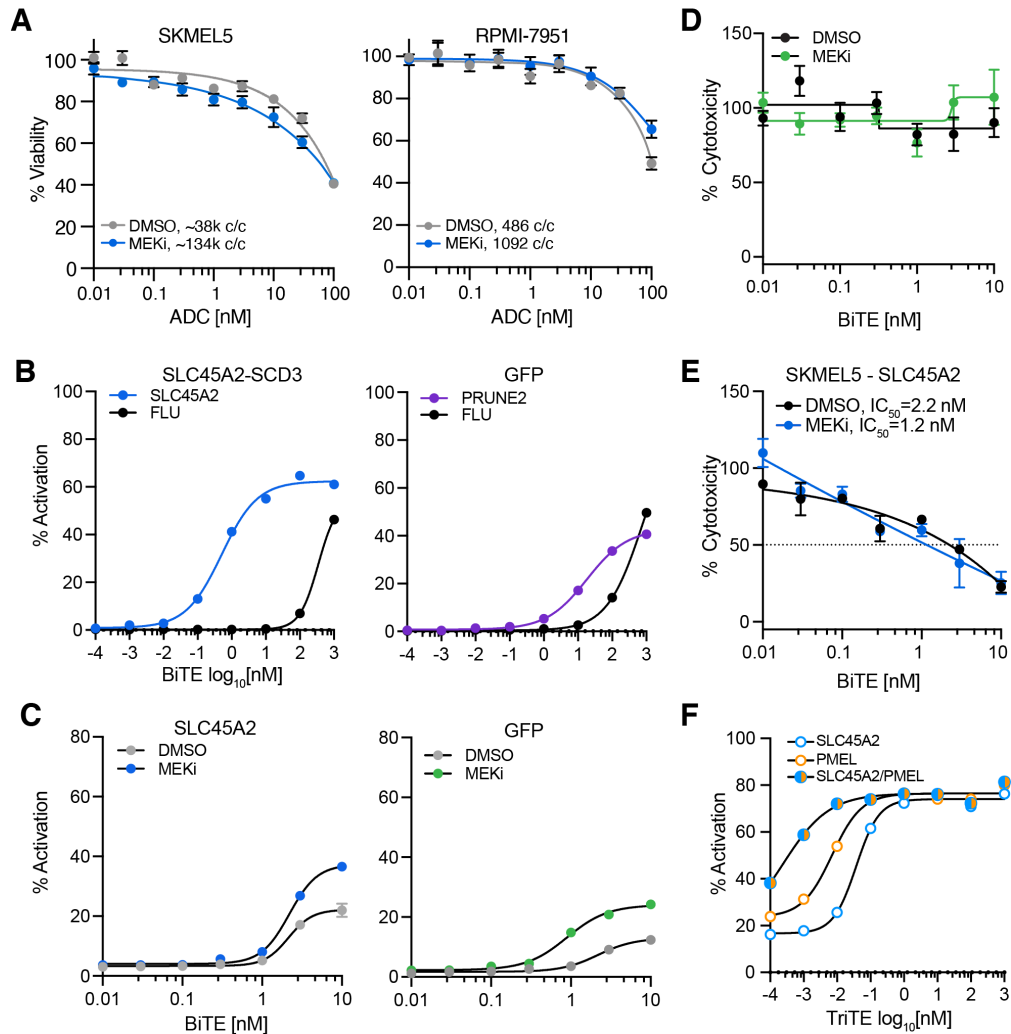 A
SKMEL5
% Viability
100
80
60
40
20
0
DMSO, ~38k c/c
MEKi, ~134k c/c
0.01 0.1 1 10 100
ADC [nM]
RPMI-7951
100
80
60
40
20
0
DMSO, 486 c/c
MEKi, 1092 c/c
0.01 0.1 1 10 100
ADC [nM]
D
DMSO
MEKi
% Cytotoxicity
150
100
50
0
0.01 0.1 1 10
BiTE [nM]
B
SLC45A2-SCD3
SLC45A2
FLU
% Activation
100
80
60
40
20
0
-4 -3 -2 -1 0 1 2 3
BiTE log₁₀[nM]
GFP
PRUNE2
FLU
100
80
60
40
20
0
-4 -3 -2 -1 0 1 2 3
E
SKMEL5 - SLC45A2
DMSO, IC₅₀=2.2 nM
MEKi, IC₅₀=1.2 nM
% Cytotoxicity
150
100
50
0
0.01 0.1 1 10
BiTE [nM]
C
SLC45A2
DMSO
MEKi
% Activation
80
60
40
20
0
0.01 0.1 1 10
BiTE [nM]
GFP
DMSO
MEKi
80
60
40
20
0
0.01 0.1 1 10
F
SLC45A2
PMEL
SLC45A2/PMEL
% Activation
100
80
60
40
20
0
-4 -3 -2 -1 0 1 2 3
TriTE log₁₀[nM]